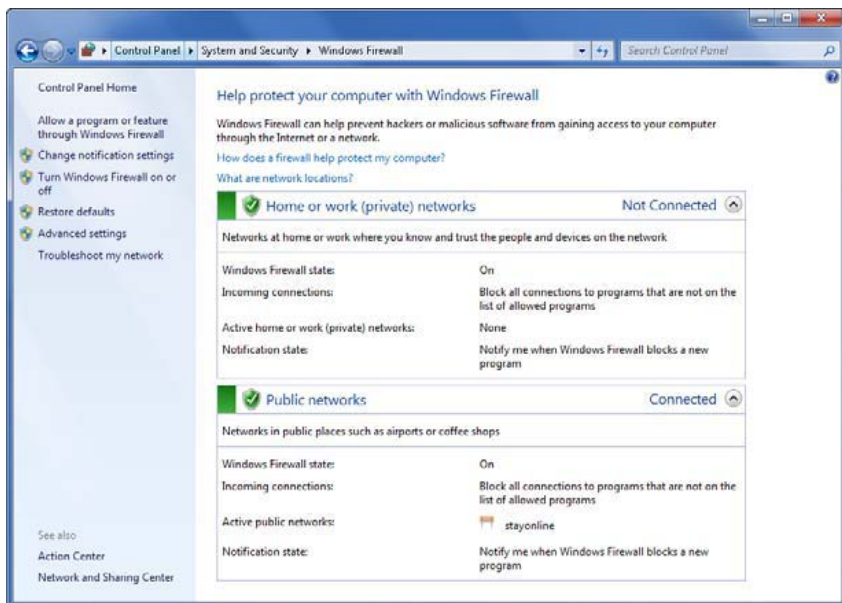 Control Panel ▸ System and Security ▸ Windows Firewall
Search Control Panel
Control Panel Home
Allow a program or feature
through Windows Firewall
Change notification settings
Turn Windows Firewall on or
off
Restore defaults
Advanced settings
Troubleshoot my network
See also
Action Center
Network and Sharing Center
Help protect your computer with Windows Firewall
Windows Firewall can help prevent hackers or malicious software from gaining access to your computer
through the Internet or a network.
How does a firewall help protect my computer?
What are network locations?
Home or work (private) networks Not Connected
Networks at home or work where you know and trust the people and devices on the network
Windows Firewall state: On
Incoming connections: Block all connections to programs that are not on the
list of allowed programs
Active home or work (private) networks: None
Notification state: Notify me when Windows Firewall blocks a new
program
Public networks Connected
Networks in public places such as airports or coffee shops
Windows Firewall state: On
Incoming connections: Block all connections to programs that are not on the
list of allowed programs
Active public networks: stayonline
Notification state: Notify me when Windows Firewall blocks a new
program